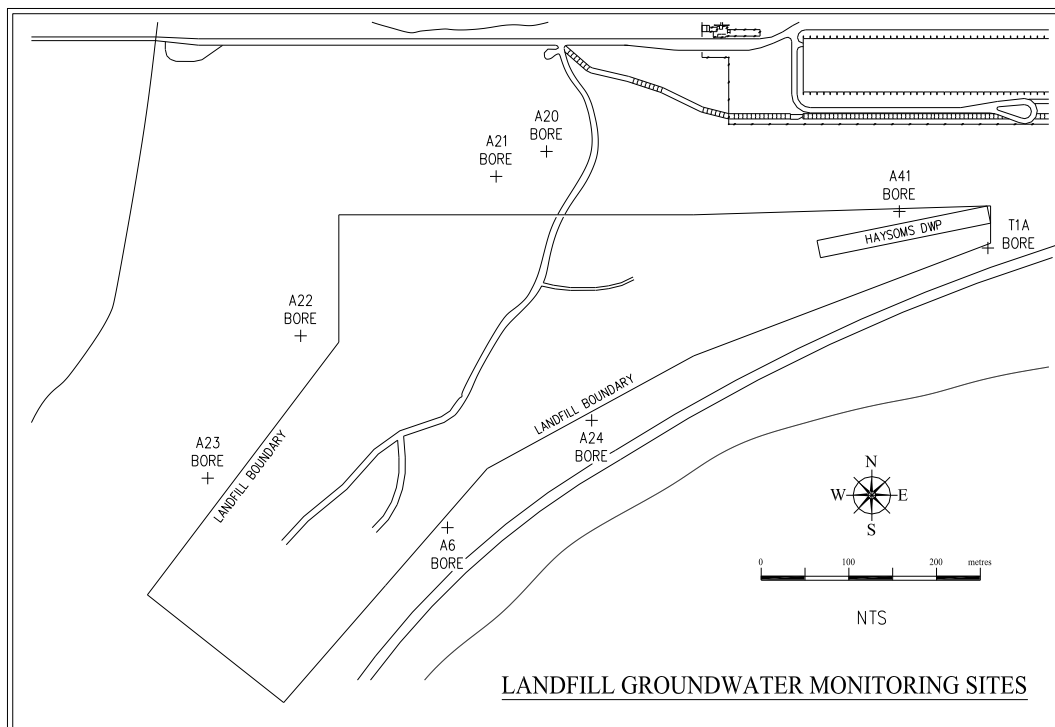 A20
BORE
A21
BORE
A41
BORE
HAYSOMS DWP
T1A
BORE
A22
BORE
LANDFILL BOUNDARY
A24
BORE
A23
BORE
LANDFILL BOUNDARY
A6
BORE
N
W E
S
0 100 200 metres
NTS
LANDFILL GROUNDWATER MONITORING SITES